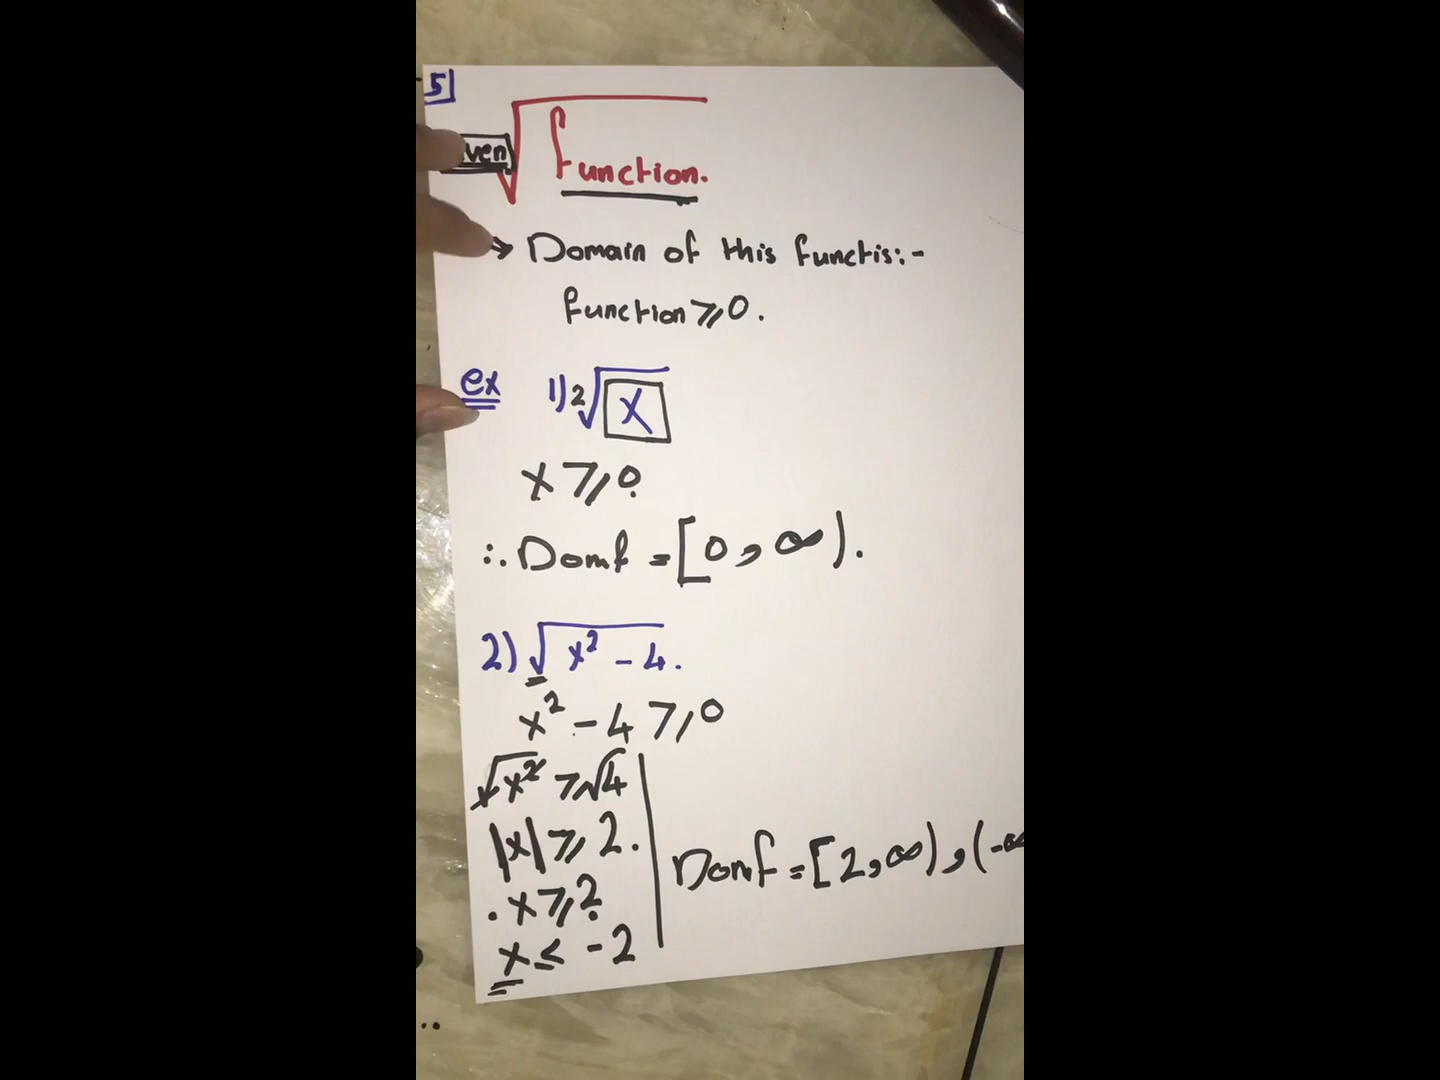 5
ven√Function.
→ Domain of this functis:-
function ⩾ 0.
ex 1) ²√x
x ⩾ 0
∴ Domf = [0, ∞).
2) √x² - 4.
x² - 4 ⩾ 0
√x² ⩾ √4
|x| ⩾ 2.
. x ⩾ 2
x ≤ -2
Domf = [2, ∞), (-∞